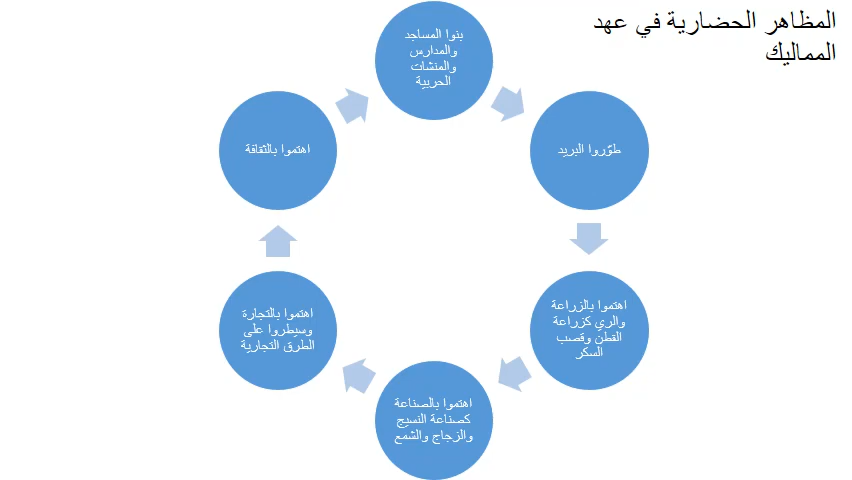 المظاهر الحضارية في عهد
المماليك
بنوا المساجد
والمدارس
والمنشات
الحربية
طوّروا البريد
اهتموا بالزراعة
والري كزراعة
القطن وقصب
السكر
اهتموا بالصناعة
كصناعة النسيج
والزجاج والشمع
اهتموا بالتجارة
وسيطروا على
الطرق التجارية
اهتموا بالثقافة